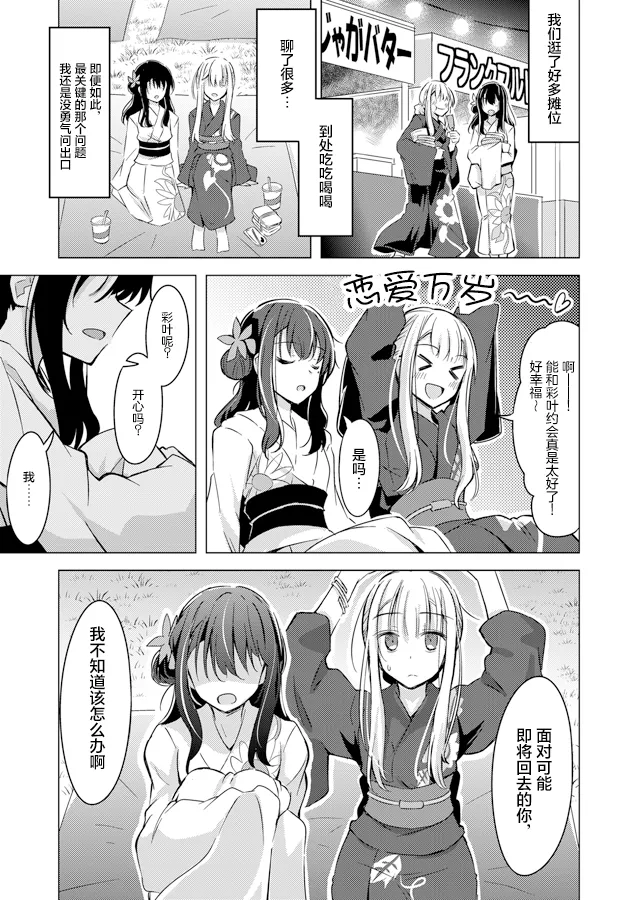 我们逛了好多摊位
じゃがバター
フランクフル
到处吃吃喝喝
聊了很多…
即便如此，
最关键的那个问题
我还是没勇气问出口
恋爱万岁～♡
啊——！
能和彩叶约会真是太好了！
好幸福～
是吗…
彩叶呢？
开心吗？
我……
面对可能
即将回去的你，
我不知道该怎么办啊